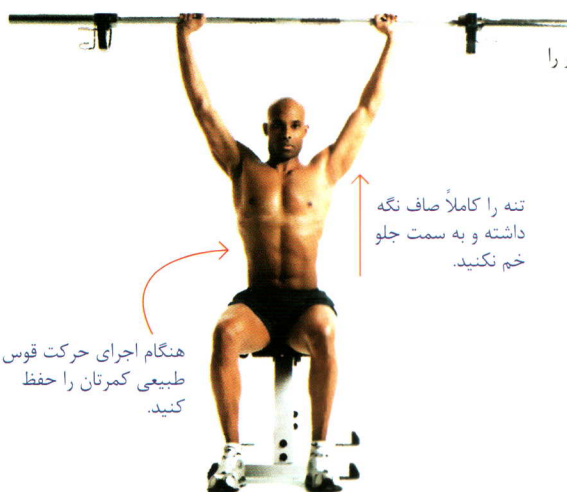 ر را
تنه را کاملاً صاف نگه
داشته و به سمت جلو
خم نکنید.
هنگام اجرای حرکت قوس
طبیعی کمرتان را حفظ
کنید.